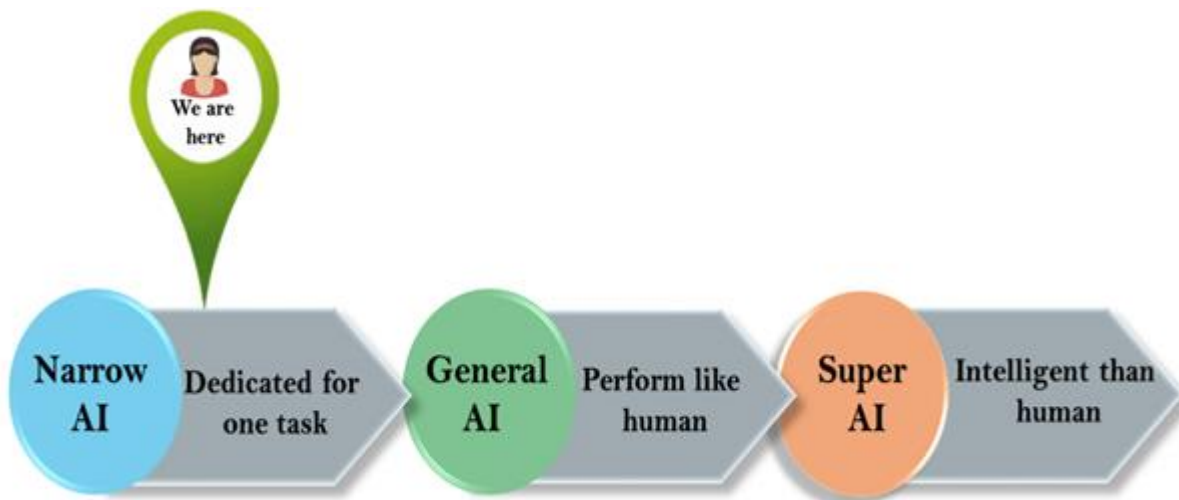 We are
here
Narrow
AI
Dedicated for
one task
General
AI
Perform like
human
Super
AI
Intelligent than
human